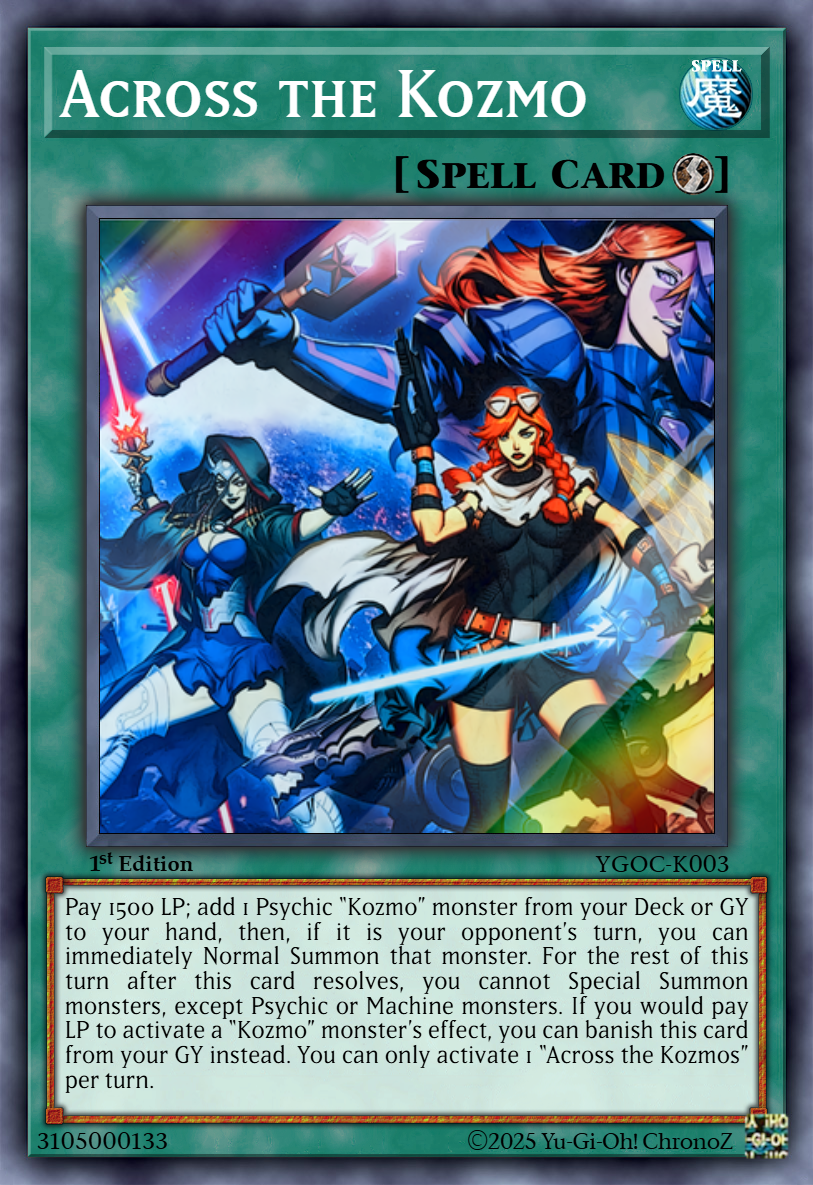 ACROSS THE KOZMO
SPELL
魔
[SPELL CARD]
1st Edition
YGOC-K003
Pay 1500 LP; add 1 Psychic "Kozmo" monster from your Deck or GY
to your hand, then, if it is your opponent's turn, you can
immediately Normal Summon that monster. For the rest of this
turn after this card resolves, you cannot Special Summon
monsters, except Psychic or Machine monsters. If you would pay
LP to activate a "Kozmo" monster's effect, you can banish this card
from your GY instead. You can only activate 1 "Across the Kozmos"
per turn.
3105000133
©2025 Yu-Gi-Oh! ChronoZ